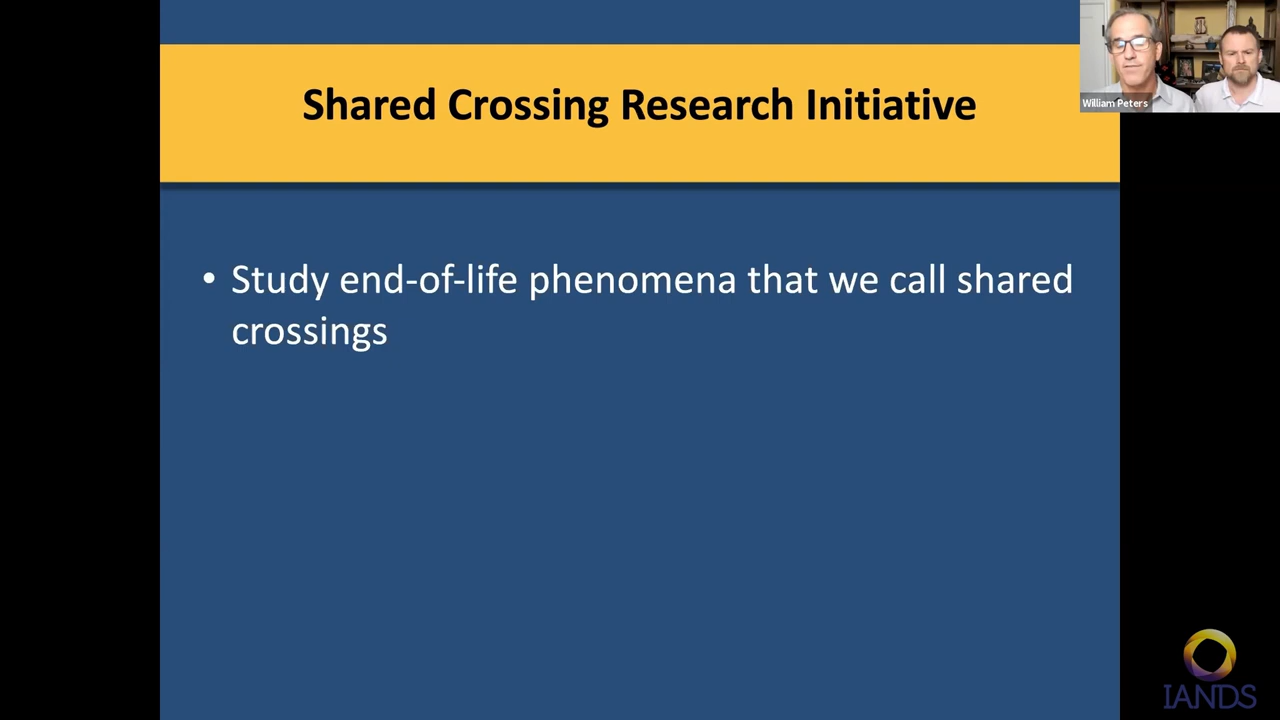 Shared Crossing Research Initiative
William Peters
• Study end-of-life phenomena that we call shared
crossings
IANDS